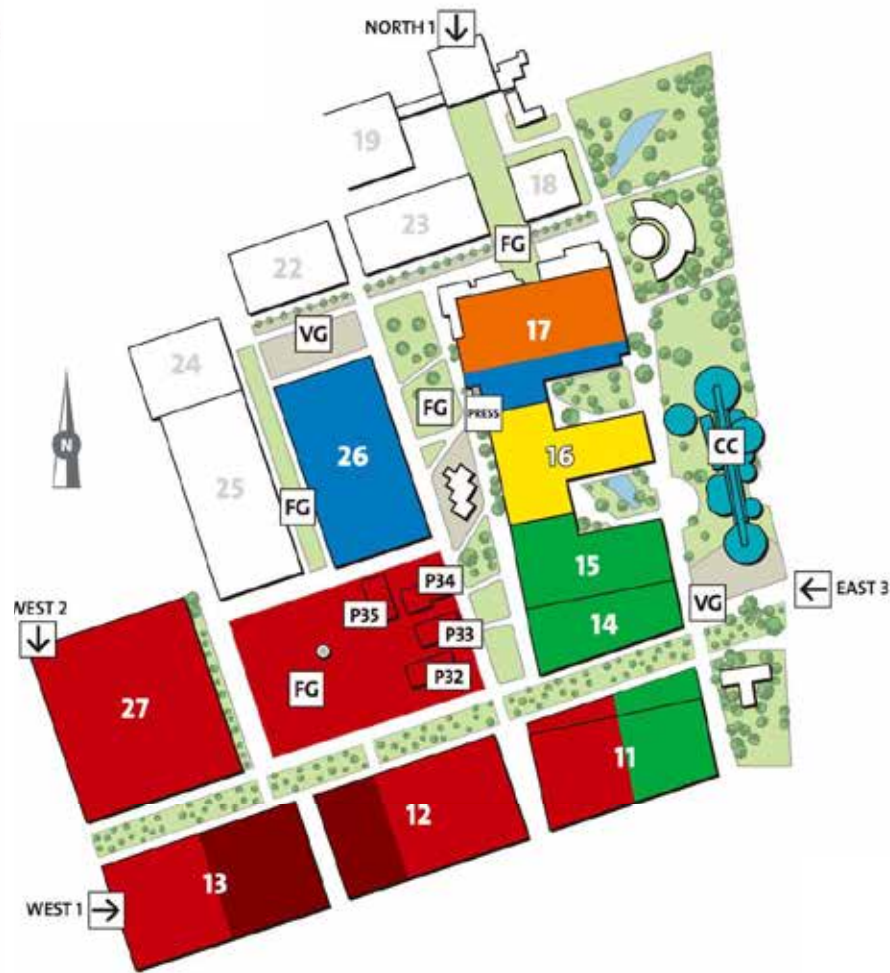 NORTH 1
19
18
23
FG
22
VG
17
24
FG
PRESS
16
CC
N
26
25
FG
15
P34
P35
WEST 2
EAST 3
VG
14
P33
P32
FG
27
11
12
13
WEST 1